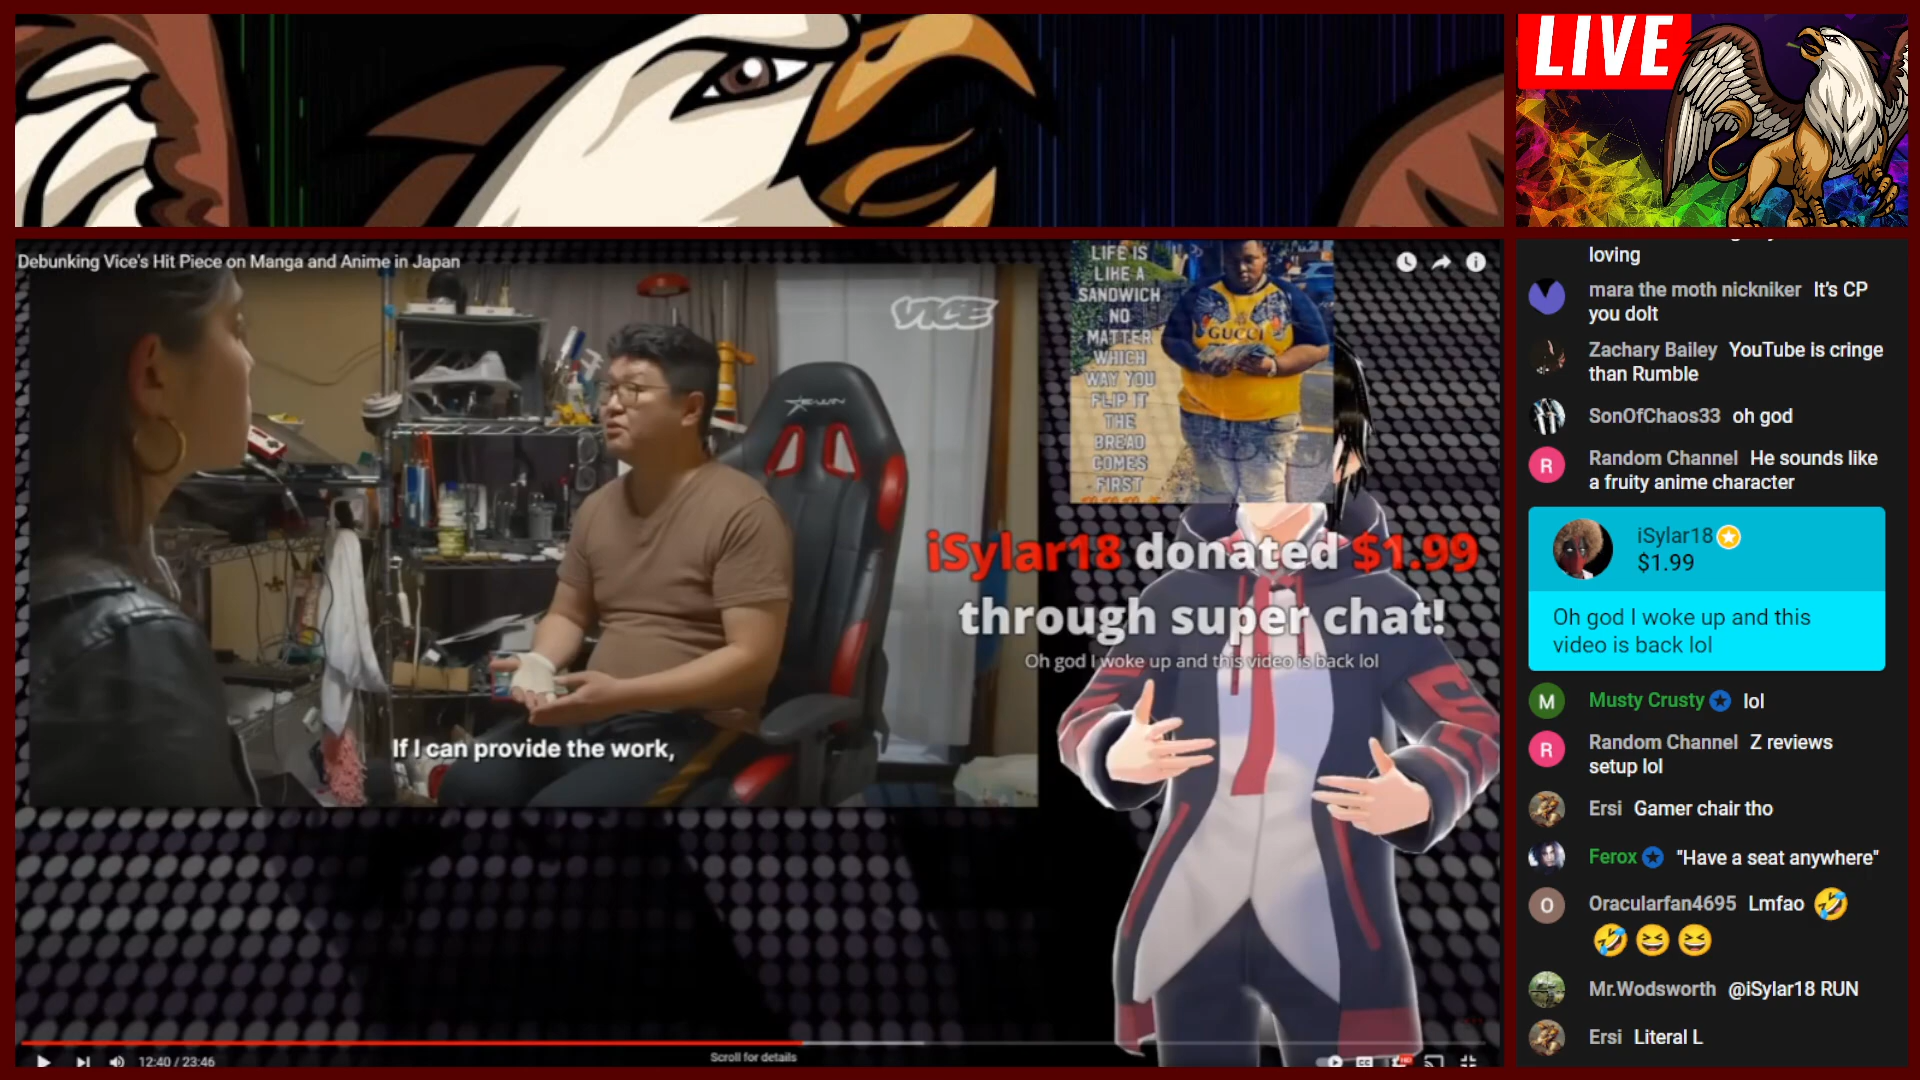 LIVE
Debunking Vice's Hit Piece on Manga and Anime in Japan
VICE
E-WIN
LIFE IS
LIKE A
SANDWICH
NO
MATTER
WHICH
WAY YOU
FLIP IT
THE
BREAD
COMES
FIRST
GUCCI
iSylar18 donated $1.99
through super chat!
Oh god I woke up and this video is back lol
If I can provide the work,
12:40 / 23:46
Scroll for details
CC
HD
loving
mara the moth nickniker It's CP
you dolt
Zachary Bailey YouTube is cringe
than Rumble
SonOfChaos33 oh god
R
Random Channel He sounds like
a fruity anime character
iSylar18
$1.99
Oh god I woke up and this
video is back lol
M
Musty Crusty lol
R
Random Channel Z reviews
setup lol
Ersi Gamer chair tho
Ferox "Have a seat anywhere"
O
Oracularfan4695 Lmfao 🤣
🤣 😆 😆
Mr.Wodsworth @iSylar18 RUN
Ersi Literal L